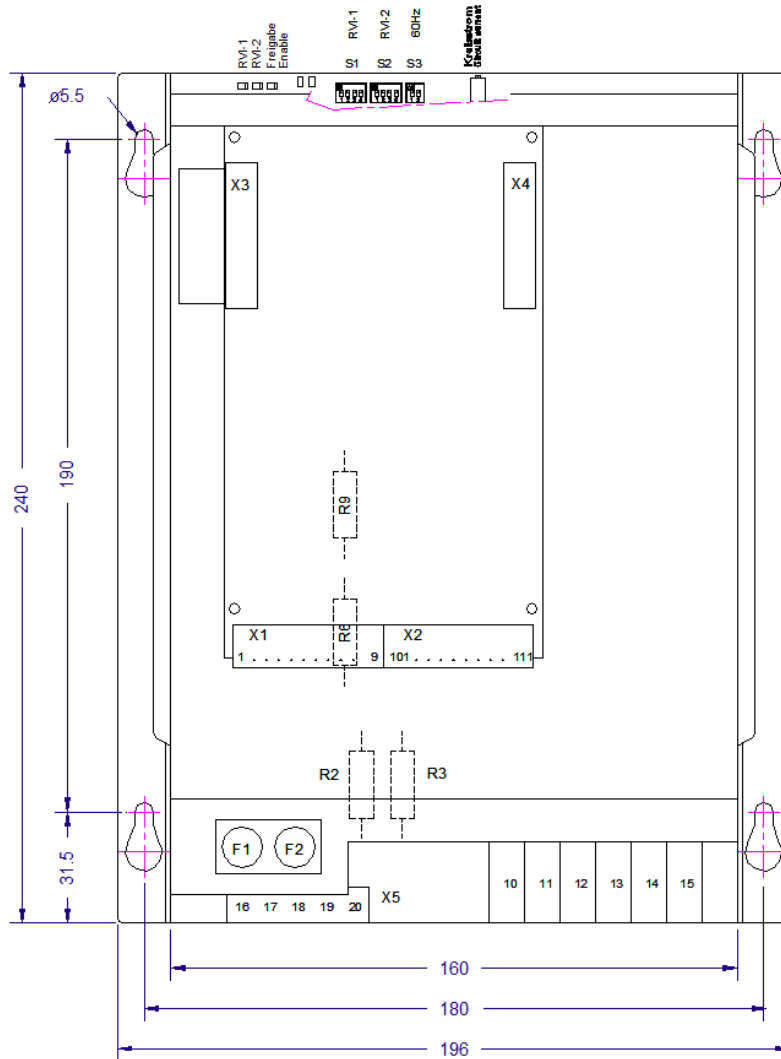 RVI-1
RVI-2
Freigabe
Enable
RVI-1
RVI-2
60Hz
Kreisstrom
Circuit current
S1
S2
S3
ø5.5
X3
X4
240
190
R9
R6
X1
X2
1
9
101
111
R2
R3
F1
F2
31.5
X5
10
11
12
13
14
15
16
17
18
19
20
160
180
196